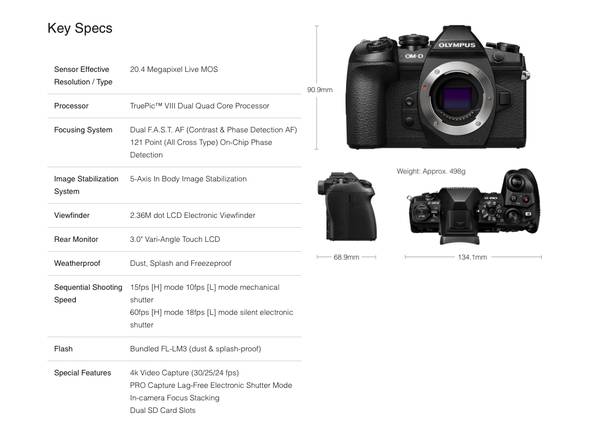 Key Specs
Sensor Effective
Resolution / Type
20.4 Megapixel Live MOS
Processor
TruePic™ VIII Dual Quad Core Processor
Focusing System
Dual F.A.S.T. AF (Contrast & Phase Detection AF)
121 Point (All Cross Type) On-Chip Phase
Detection
Image Stabilization
System
5-Axis In Body Image Stabilization
Viewfinder
2.36M dot LCD Electronic Viewfinder
Rear Monitor
3.0" Vari-Angle Touch LCD
Weatherproof
Dust, Splash and Freezeproof
Sequential Shooting
Speed
15fps [H] mode 10fps [L] mode mechanical
shutter
60fps [H] mode 18fps [L] mode silent electronic
shutter
Flash
Bundled FL-LM3 (dust & splash-proof)
Special Features
4k Video Capture (30/25/24 fps)
PRO Capture Lag-Free Electronic Shutter Mode
In-camera Focus Stacking
Dual SD Card Slots
OLYMPUS
OM-D
90.9mm
Weight: Approx. 498g
68.9mm
134.1mm